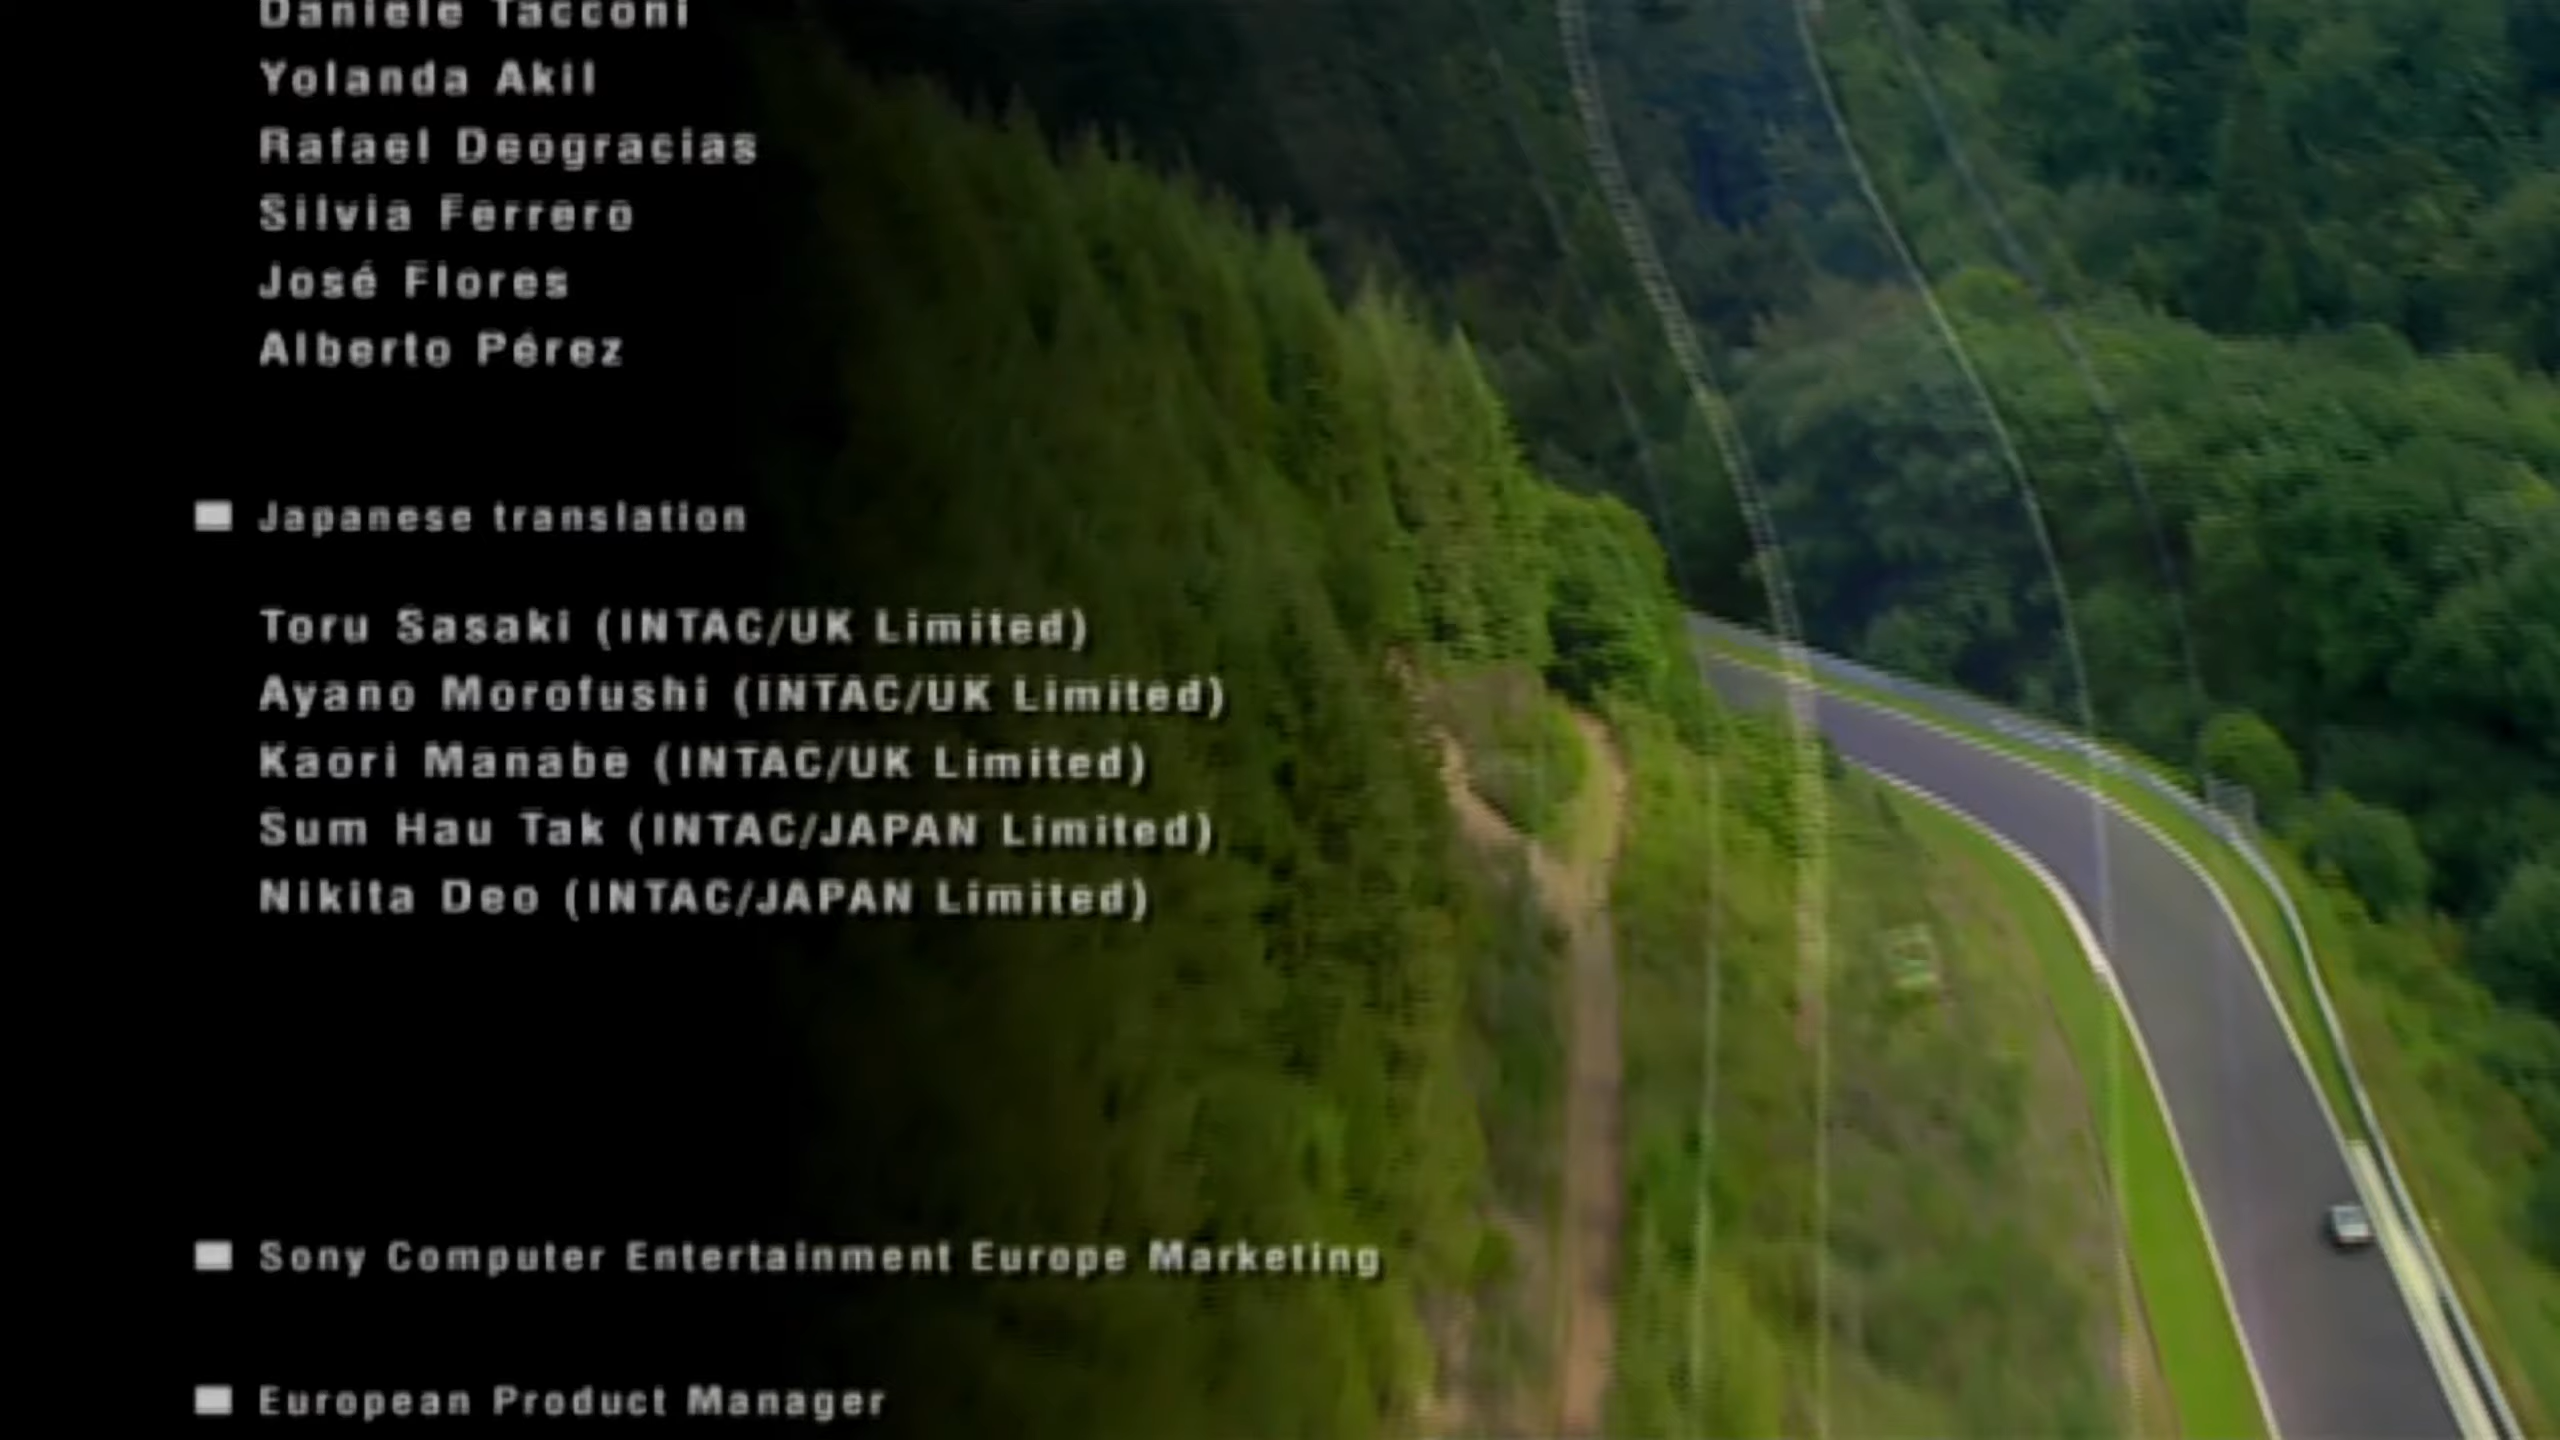 Daniele Tacconi
Yolanda Akil
Rafael Deogracias
Silvia Ferrero
José Flores
Alberto Pérez
Japanese translation
Toru Sasaki (INTAC/UK Limited)
Ayano Morofushi (INTAC/UK Limited)
Kaori Manabe (INTAC/UK Limited)
Sum Hau Tak (INTAC/JAPAN Limited)
Nikita Deo (INTAC/JAPAN Limited)
Sony Computer Entertainment Europe Marketing
European Product Manager